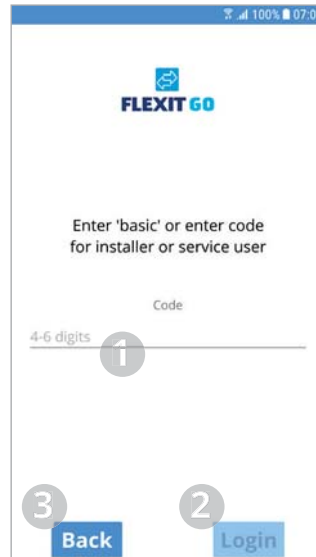 100% 07:0
FLEXIT GO
Enter 'basic' or enter code
for installer or service user
Code
4-6 digits
1
3 2
Back Login